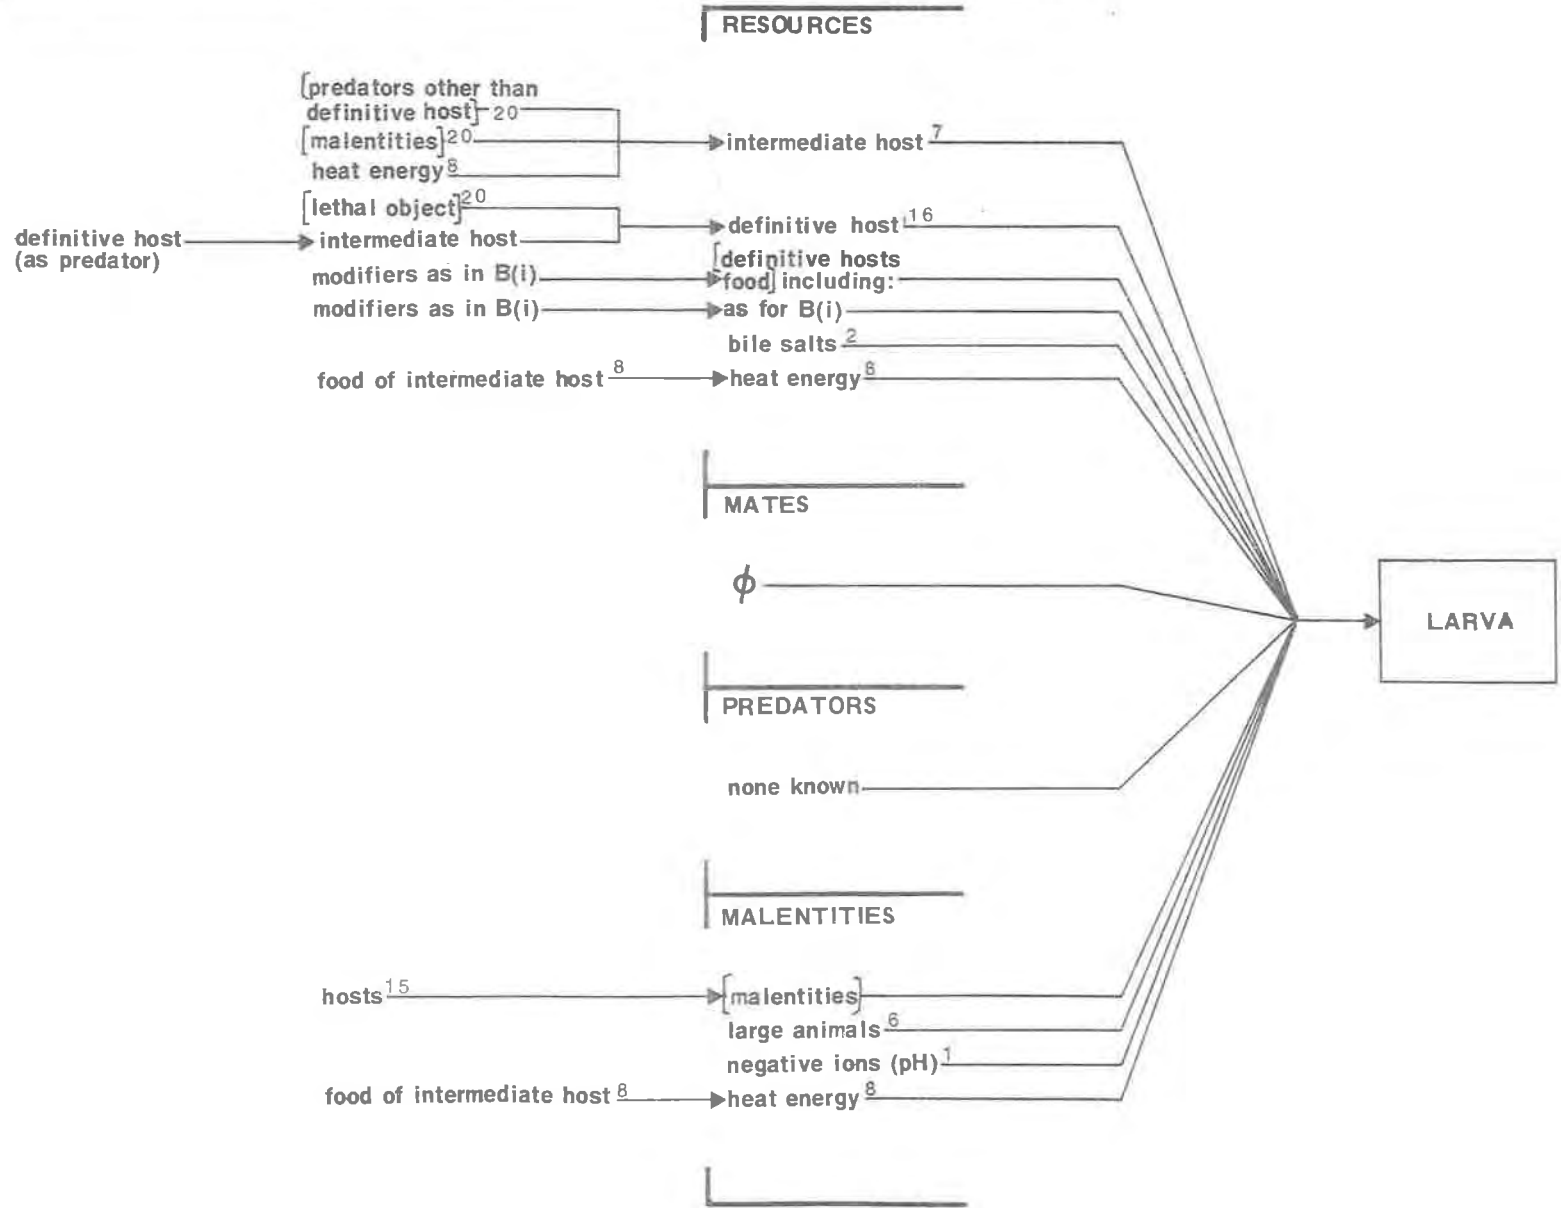 RESOURCES
[predators other than
definitive host] 20
[malentities] 20
heat energy 8
intermediate host 7
[lethal object] 20
definitive host 16
definitive host
(as predator)
intermediate host
[definitive hosts
food] including:
modifiers as in B(i)
modifiers as in B(i)
as for B(i)
bile salts 2
food of intermediate host 8
heat energy 8
MATES
ϕ
LARVA
PREDATORS
none known
MALENTITIES
hosts 15
[malentities]
large animals 6
negative ions (pH) 1
food of intermediate host 8
heat energy 8